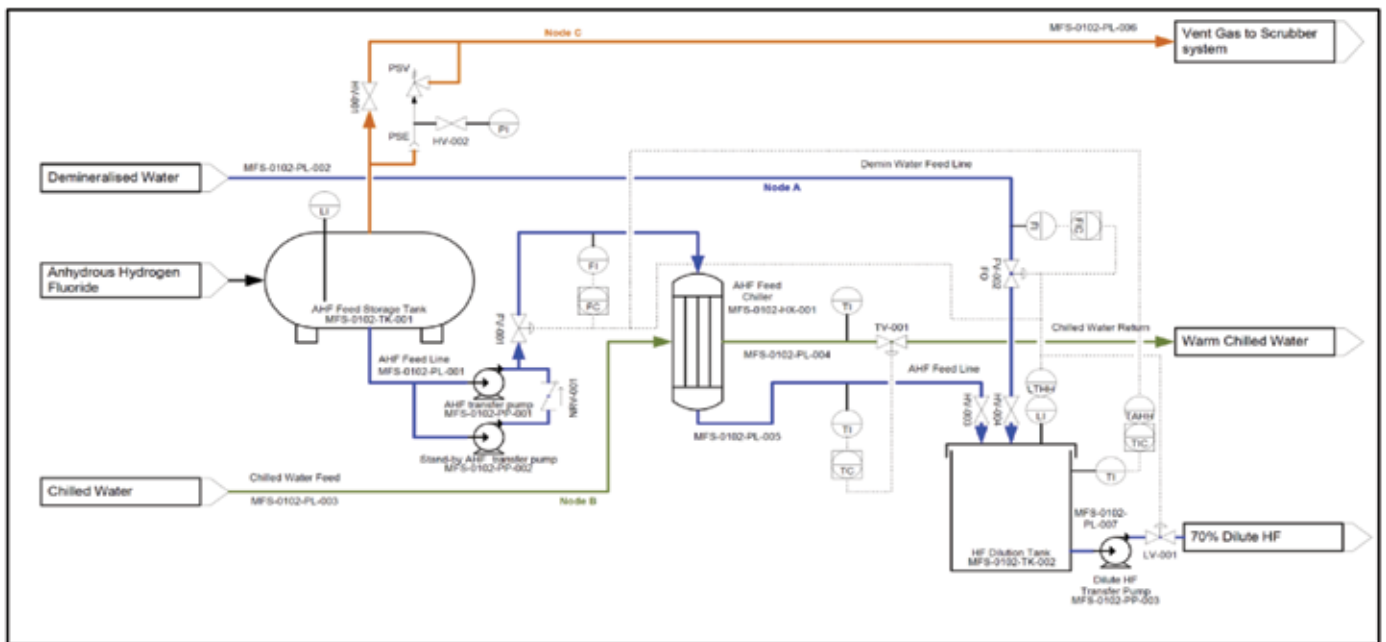 Node C
MFS-0102-PL-006
Vent Gas to Scrubber
system
PSV
HV-001
PSE
HV-002
PI
Demineralised Water
MFS-0102-PL-002
Demin Water Feed Line
Node A
LI
FI
FIC
FV-002
FO
Anhydrous Hydrogen
Fluoride
AHF Feed Storage Tank
MFS-0102-TK-001
FI
FC
FV-001
AHF Feed
Chiller
MFS-0102-HX-001
TI
TV-001
Chilled Water Return
Warm Chilled Water
MFS-0102-PL-004
AHF Feed Line
MFS-0102-PL-001
AHF Feed Line
AHF transfer pump
MFS-0102-PP-001
NRV-001
HV-003
HV-004
LTHH
LI
TAHH
TIC
TI
Stand-by AHF transfer pump
MFS-0102-PP-002
MFS-0102-PL-005
TI
TC
Chilled Water Feed
Chilled Water
MFS-0102-PL-003
Node B
MFS-0102-
PL-007
70% Dilute HF
LV-001
HF Dilution Tank
MFS-0102-TK-002
Dilute HF
Transfer Pump
MFS-0102-PP-003